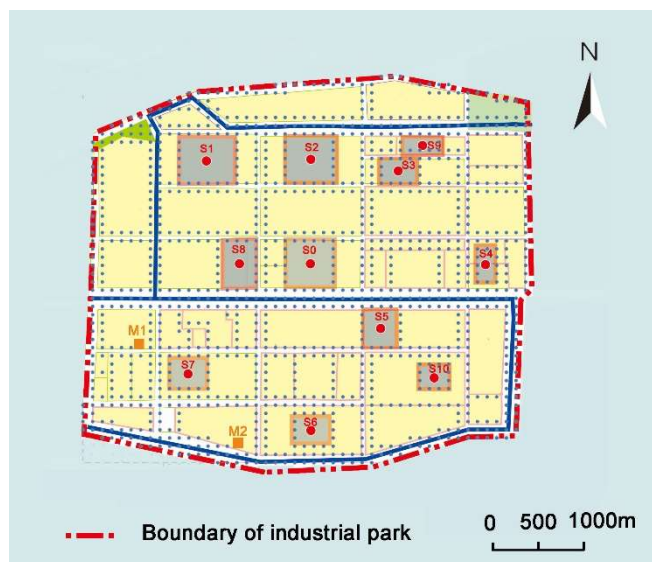 N
S1
S2
S9
S3
S8
S0
S4
S5
M1
S7
S10
S6
M2
Boundary of industrial park
0 500 1000m